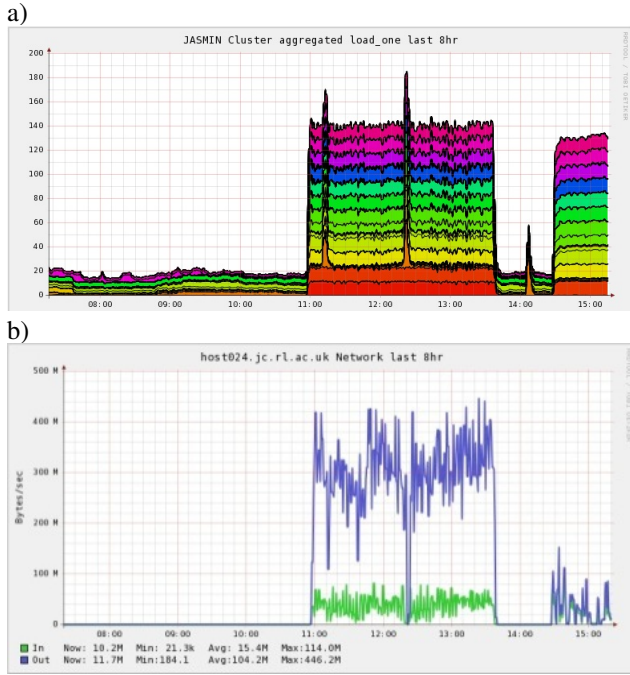 a)
JASMIN Cluster aggregated load_one last 8hr
200
180
160
140
120
100
80
60
40
20
0
08:00 09:00 10:00 11:00 12:00 13:00 14:00 15:00
RRDTOOL / TOBI OETIKER
b)
host024.jc.rl.ac.uk Network last 8hr
Bytes/sec
500 M
400 M
300 M
200 M
100 M
0
08:00 09:00 10:00 11:00 12:00 13:00 14:00 15:00
In Now: 10.2M Min: 21.3k Avg: 15.4M Max:114.0M
Out Now: 11.7M Min:184.1 Avg:104.2M Max:446.2M